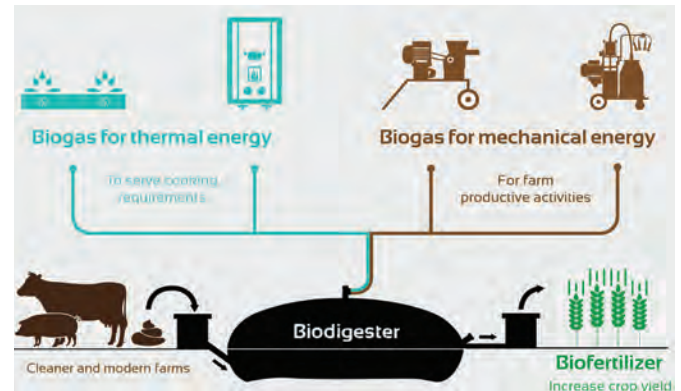 Biogas for thermal energy
To serve cooking
requirements
Biogas for mechanical energy
For farm
productive activities
Biodigester
Cleaner and modern farms
Biofertilizer
Increase crop yield